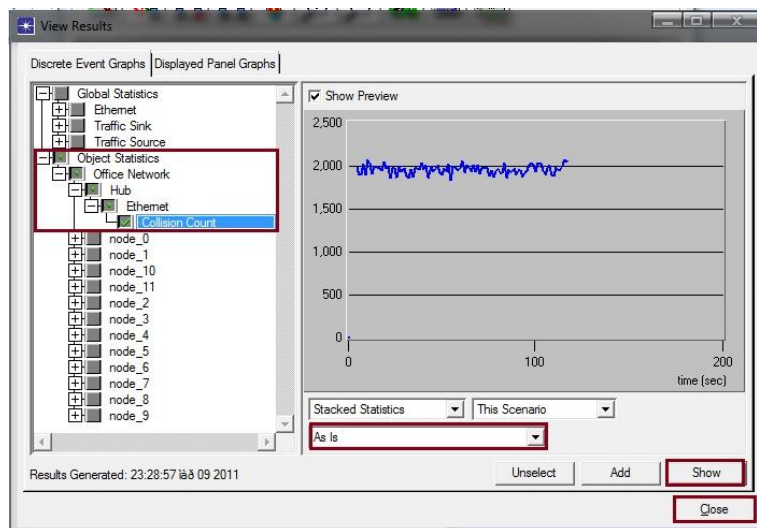 View Results
Discrete Event Graphs
Displayed Panel Graphs
Global Statistics
Ethernet
Traffic Sink
Traffic Source
Object Statistics
Office Network
Hub
Ethernet
Collision Count
node_0
node_1
node_10
node_11
node_2
node_3
node_4
node_5
node_6
node_7
node_8
node_9
Show Preview
2,500
2,000
1,500
1,000
500
0
0 100 200
time (sec)
Stacked Statistics
This Scenario
As Is
Results Generated: 23:28:57 ìàð 09 2011
Unselect
Add
Show
Close